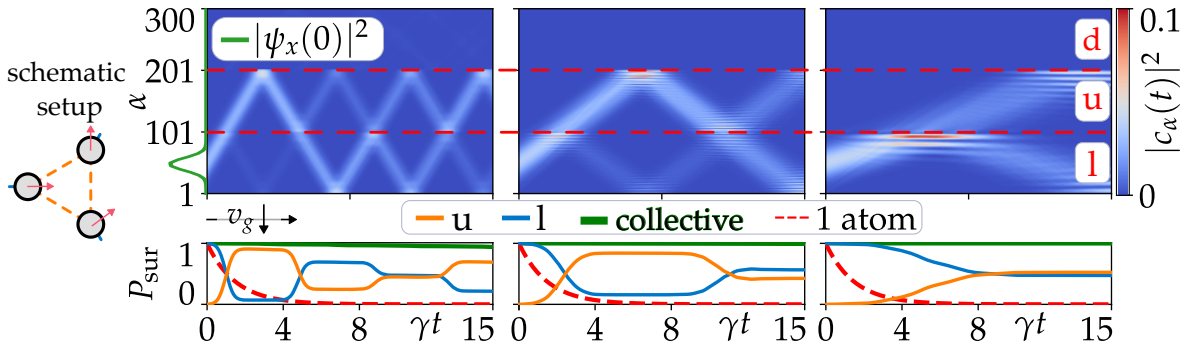 schematic
setup
α
300
201
101
1
|ψₓ(0)|²
d
u
l
0.1
0
|c_α(t)|²
v_g
u
l
collective
1 atom
P_sur
1
0
0 4 8 γt 15
0 4 8 γt 15
0 4 8 γt 15